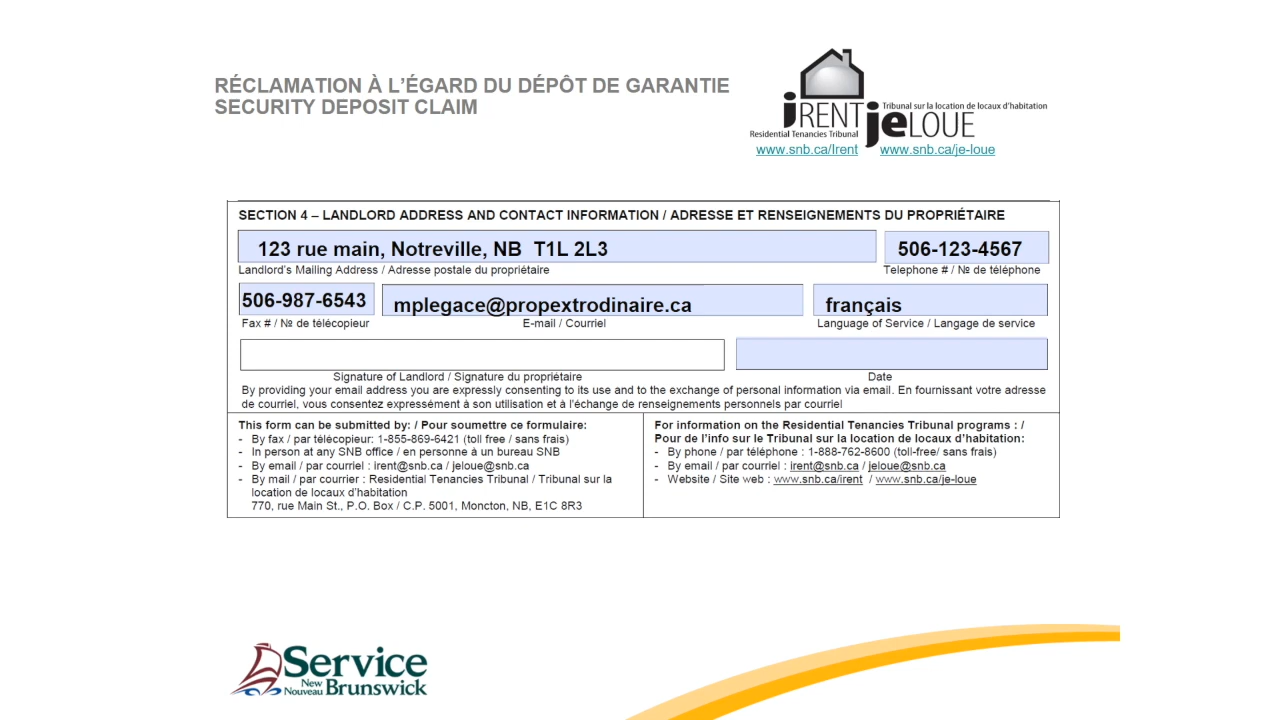 RÉCLAMATION À L'ÉGARD DU DÉPÔT DE GARANTIE
SECURITY DEPOSIT CLAIM
iRENT
Residential Tenancies Tribunal
www.snb.ca/Irent
Tribunal sur la location de locaux d'habitation
jeLOUE
www.snb.ca/je-loue
SECTION 4 – LANDLORD ADDRESS AND CONTACT INFORMATION / ADRESSE ET RENSEIGNEMENTS DU PROPRIÉTAIRE
123 rue main, Notreville, NB T1L 2L3
506-123-4567
Landlord's Mailing Address / Adresse postale du propriétaire
Telephone # / № de téléphone
506-987-6543
mplegace@propextrodinaire.ca
français
Fax # / № de télécopieur
E-mail / Courriel
Language of Service / Langage de service
Signature of Landlord / Signature du propriétaire
Date
By providing your email address you are expressly consenting to its use and to the exchange of personal information via email. En fournissant votre adresse
de courriel, vous consentez expressément à son utilisation et à l'échange de renseignements personnels par courriel
This form can be submitted by: / Pour soumettre ce formulaire:
- By fax / par télécopieur: 1-855-869-6421 (toll free / sans frais)
- In person at any SNB office / en personne à un bureau SNB
- By email / par courriel : irent@snb.ca / jeloue@snb.ca
- By mail / par courrier : Residential Tenancies Tribunal / Tribunal sur la
location de locaux d'habitation
770, rue Main St., P.O. Box / C.P. 5001, Moncton, NB, E1C 8R3
For information on the Residential Tenancies Tribunal programs : /
Pour de l'info sur le Tribunal sur la location de locaux d'habitation:
- By phone / par téléphone : 1-888-762-8600 (toll-free/ sans frais)
- By email / par courriel : irent@snb.ca / jeloue@snb.ca
- Website / Site web : www.snb.ca/irent / www.snb.ca/je-loue
Service
New Nouveau Brunswick